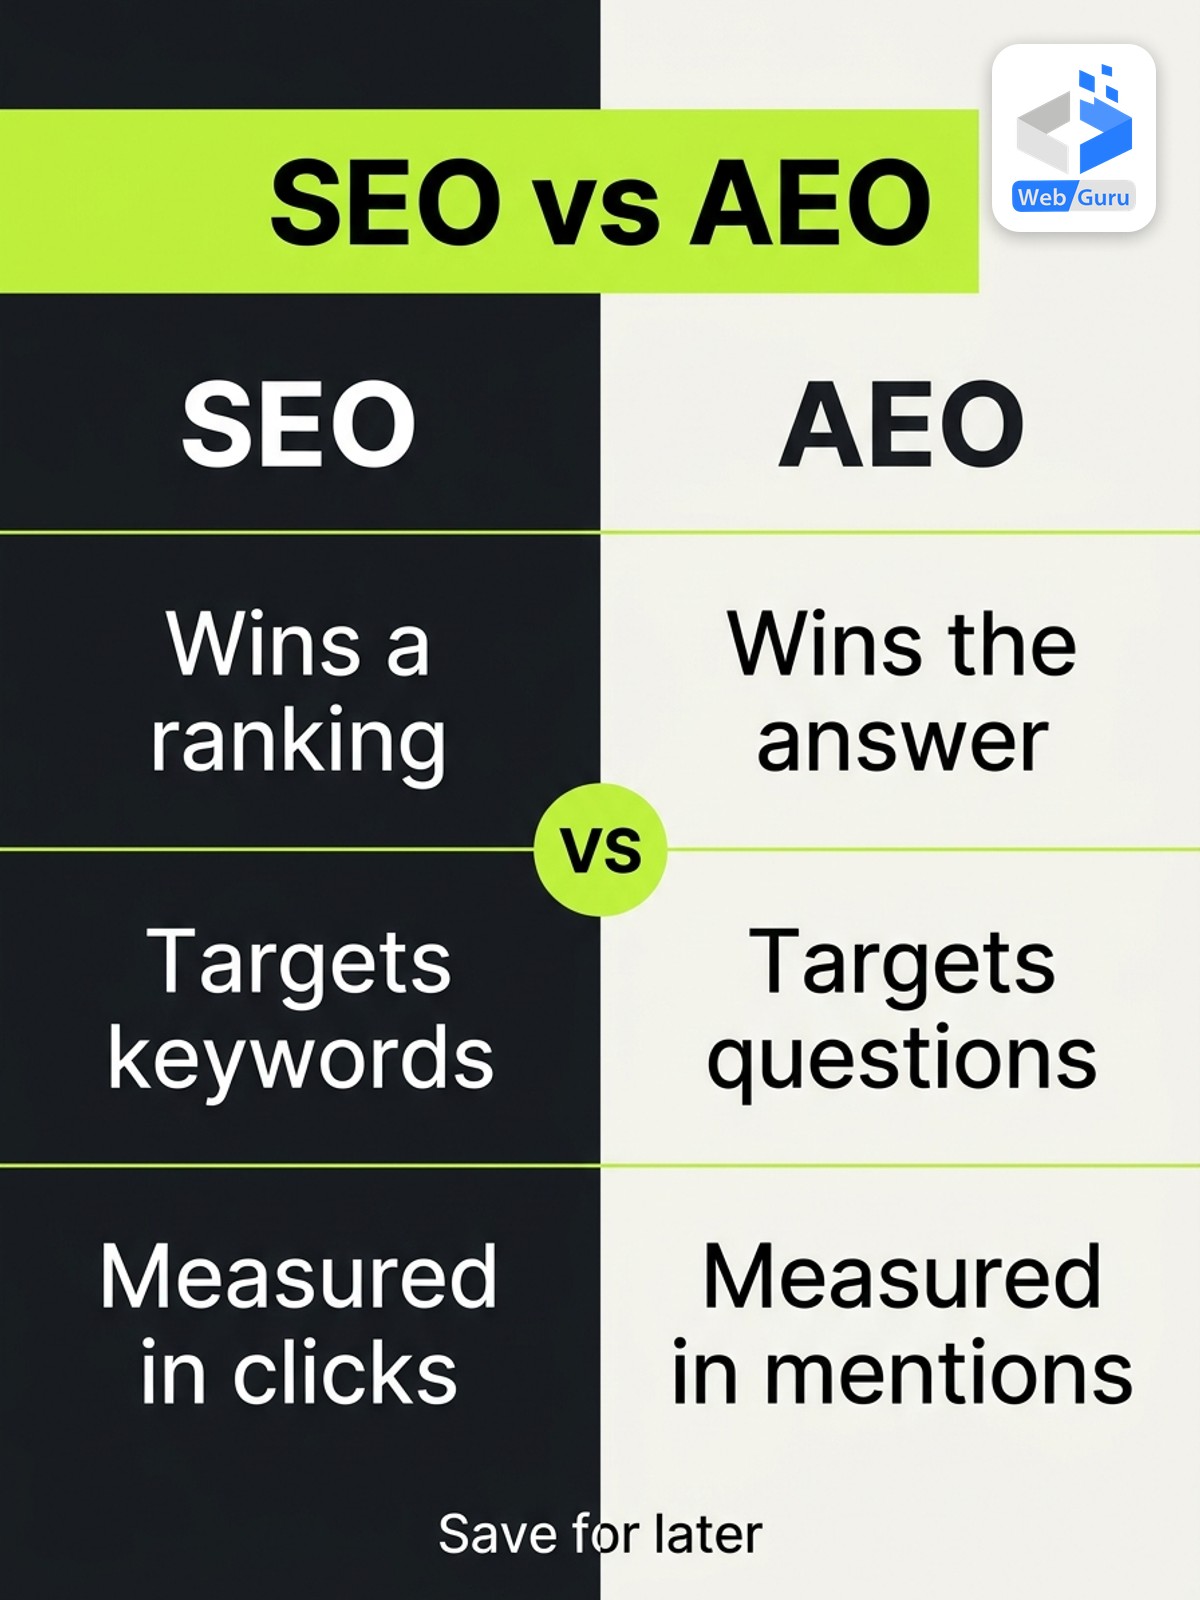 SEO vs AEO
Web Guru
SEO
AEO
Wins a
ranking
Wins the
answer
vs
Targets
keywords
Targets
questions
Measured
in clicks
Measured
in mentions
Save for later